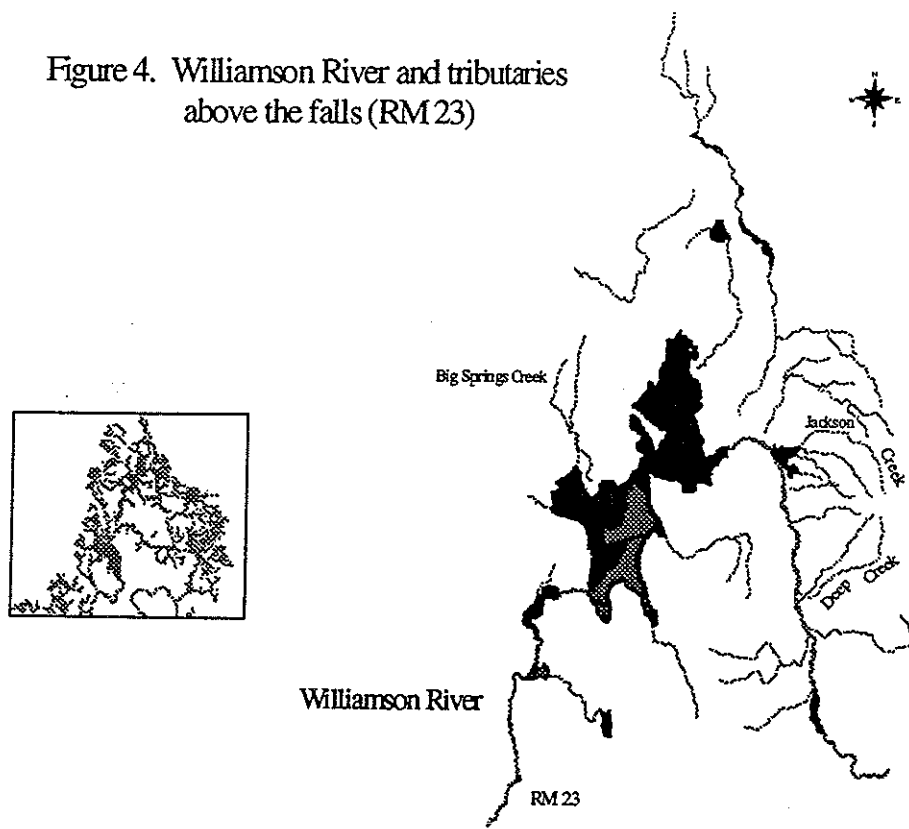 Figure 4. Williamson River and tributaries
above the falls (RM 23)
N
W E
S
Big Springs Creek
Jackson
Creek
Deep Creek
Williamson River
RM 23